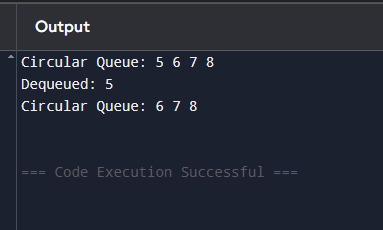 Output
Circular Queue: 5 6 7 8
Dequeued: 5
Circular Queue: 6 7 8
=== Code Execution Successful ===